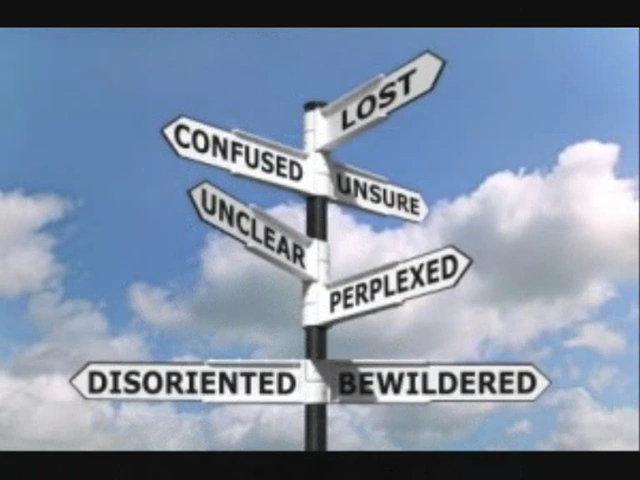 LOST
CONFUSED
UNSURE
UNCLEAR
PERPLEXED
DISORIENTED
BEWILDERED